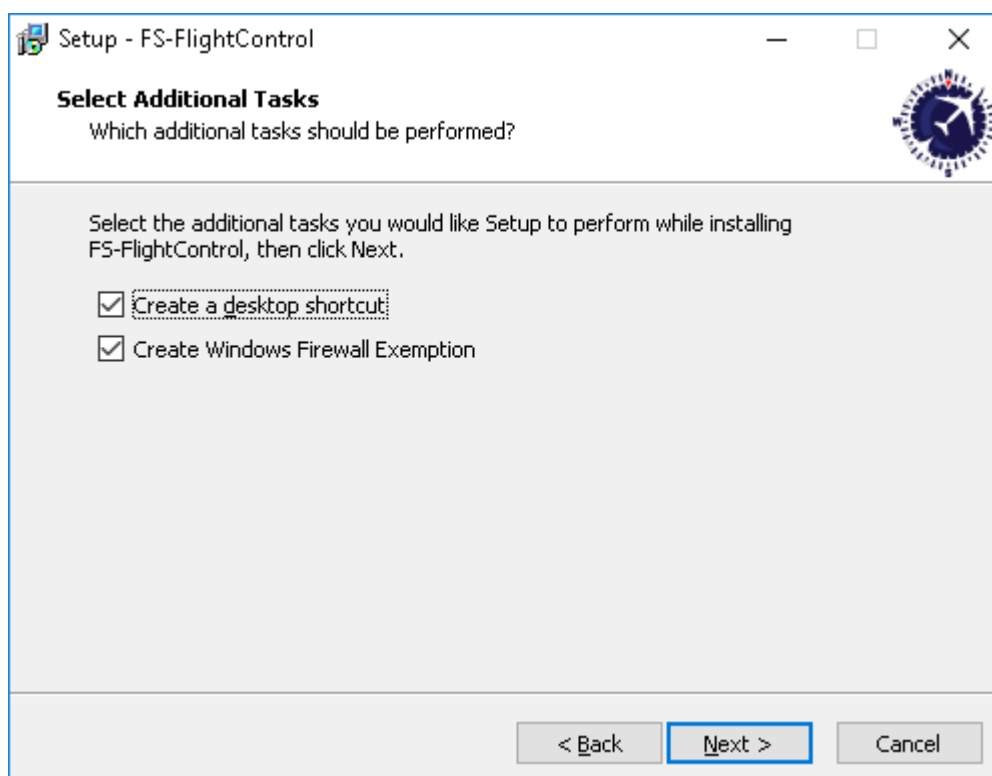 Setup - FS-FlightControl
Select Additional Tasks
Which additional tasks should be performed?
Select the additional tasks you would like Setup to perform while installing
FS-FlightControl, then click Next.
Create a desktop shortcut
Create Windows Firewall Exemption
< Back
Next >
Cancel